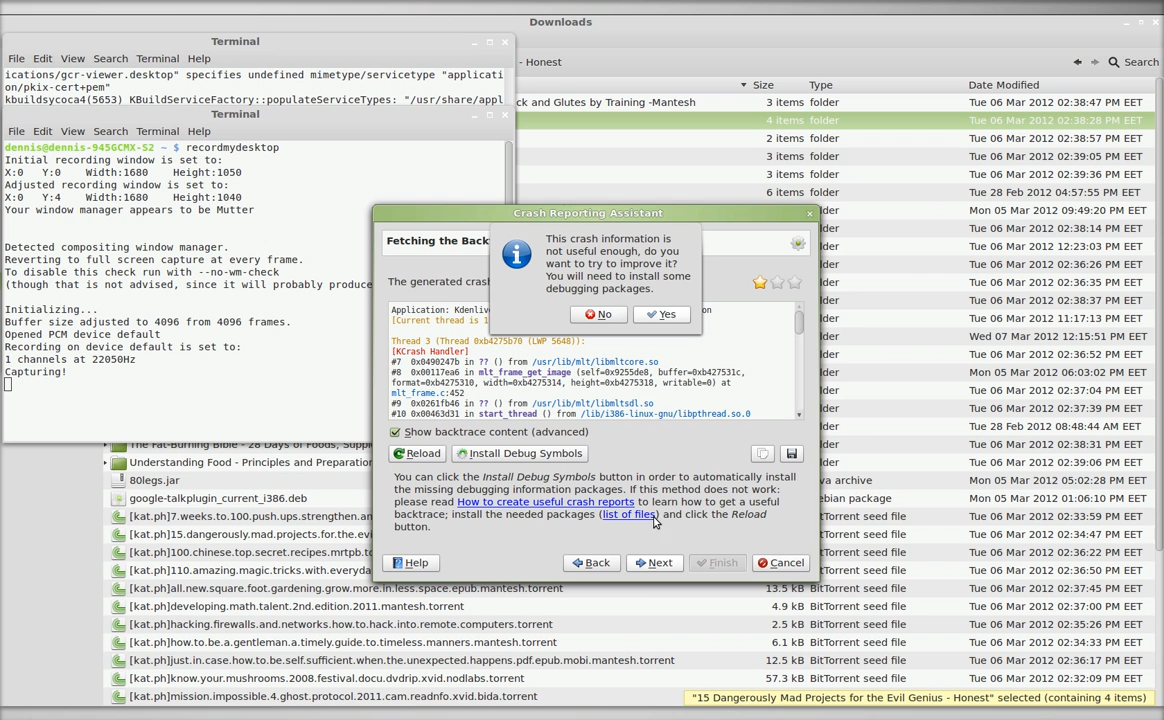 Downloads
Terminal
File Edit View Search Terminal Help
ications/gcr-viewer.desktop" specifies undefined mimetype/servicetype "applicati
on/pkix-cert+pem"
kbuildsycoca4(5653) KBuildServiceFactory::populateServiceTypes: "/usr/share/appl
Terminal
File Edit View Search Terminal Help
dennis@dennis-945GCMX-S2 ~ $ recordmydesktop
Initial recording window is set to:
X:0 Y:0 Width:1680 Height:1050
Adjusted recording window is set to:
X:0 Y:4 Width:1680 Height:1040
Your window manager appears to be Mutter
Detected compositing window manager.
Reverting to full screen capture at every frame.
To disable this check run with --no-wm-check
(though that is not advised, since it will probably produce
Initializing...
Buffer size adjusted to 4096 from 4096 frames.
Opened PCM device default
Recording on device default is set to:
1 channels at 22050Hz
Capturing!
- Honest
Search
Size Type Date Modified
ck and Glutes by Training -Mantesh 3 items folder Tue 06 Mar 2012 02:38:47 PM EET
4 items folder Tue 06 Mar 2012 02:38:28 PM EET
2 items folder Tue 06 Mar 2012 02:38:57 PM EET
3 items folder Tue 06 Mar 2012 02:39:05 PM EET
3 items folder Tue 06 Mar 2012 02:39:36 PM EET
6 items folder Tue 28 Feb 2012 04:57:55 PM EET
older Mon 05 Mar 2012 09:49:20 PM EET
older Tue 06 Mar 2012 02:38:14 PM EET
older Tue 06 Mar 2012 12:23:03 PM EET
older Tue 06 Mar 2012 02:36:26 PM EET
older Tue 06 Mar 2012 02:36:35 PM EET
older Tue 06 Mar 2012 02:37:58 PM EET
older Tue 06 Mar 2012 11:17:13 PM EET
older Wed 07 Mar 2012 12:15:51 PM EET
older Tue 06 Mar 2012 02:36:52 PM EET
older Mon 05 Mar 2012 06:03:02 PM EET
older Tue 06 Mar 2012 02:37:04 PM EET
older Tue 06 Mar 2012 02:37:39 PM EET
older Tue 28 Feb 2012 08:48:44 AM EET
The Fat-Burning Bible - 28 Days of Foods, Supple older Tue 06 Mar 2012 02:38:31 PM EET
Understanding Food - Principles and Preparation older Tue 06 Mar 2012 02:39:36 PM EET
80legs.jar ava archive Mon 05 Mar 2012 05:02:28 PM EET
google-talkplugin_current_i386.deb ebian package Mon 05 Mar 2012 01:06:10 PM EET
[kat.ph]7.weeks.to.100.push.ups.strengthen.an itTorrent seed file Tue 06 Mar 2012 02:33:59 PM EET
[kat.ph]15.dangerously.mad.projects.for.the.evi itTorrent seed file Tue 06 Mar 2012 02:34:47 PM EET
[kat.ph]100.chinese.top.secret.recipes.mrtpb.to itTorrent seed file Tue 06 Mar 2012 02:36:22 PM EET
[kat.ph]110.amazing.magic.tricks.with.everyda itTorrent seed file Tue 06 Mar 2012 02:36:50 PM EET
[kat.ph]all.new.square.foot.gardening.grow.more.in.less.space.epub.mantesh.torrent 13.5 kB BitTorrent seed file Tue 06 Mar 2012 02:37:45 PM EET
[kat.ph]developing.math.talent.2nd.edition.2011.mantesh.torrent 4.9 kB BitTorrent seed file Tue 06 Mar 2012 02:37:00 PM EET
[kat.ph]hacking.firewalls.and.networks.how.to.hack.into.remote.computers.torrent 2.5 kB BitTorrent seed file Tue 06 Mar 2012 02:35:26 PM EET
[kat.ph]how.to.be.a.gentleman.a.timely.guide.to.timeless.manners.mantesh.torrent 6.1 kB BitTorrent seed file Tue 06 Mar 2012 02:34:33 PM EET
[kat.ph]just.in.case.how.to.be.self.sufficient.when.the.unexpected.happens.pdf.epub.mobi.mantesh.torrent 12.5 kB BitTorrent seed file Tue 06 Mar 2012 02:36:17 PM EET
[kat.ph]know.your.mushrooms.2008.festival.docu.dvdrip.xvid.nodlabs.torrent 57.3 kB BitTorrent seed file Tue 06 Mar 2012 02:32:09 PM EET
[kat.ph]mission.impossible.4.ghost.protocol.2011.cam.readnfo.xvid.bida.torrent
"15 Dangerously Mad Projects for the Evil Genius - Honest" selected (containing 4 items)
Crash Reporting Assistant
Fetching the Back
The generated crash
This crash information is
not useful enough, do you
want to try to improve it?
You will need to install some
debugging packages.
No Yes
Application: Kdenliv on
[Current thread is 1
Thread 3 (Thread 0xb4275b70 (LWP 5648)):
[KCrash Handler]
#7 0x0490247b in ?? () from /usr/lib/mlt/libmltcore.so
#8 0x00117ea6 in mlt_frame_get_image (self=0x9255de8, buffer=0xb427531c,
format=0xb4275310, width=0xb4275314, height=0xb4275318, writable=0) at
mlt_frame.c:452
#9 0x0261fb46 in ?? () from /usr/lib/mlt/libmltsdl.so
#10 0x00463d31 in start_thread () from /lib/i386-linux-gnu/libpthread.so.0
Show backtrace content (advanced)
Reload Install Debug Symbols
You can click the Install Debug Symbols button in order to automatically install
the missing debugging information packages. If this method does not work:
please read How to create useful crash reports to learn how to get a useful
backtrace; install the needed packages (list of files) and click the Reload
button.
Help Back Next Finish Cancel